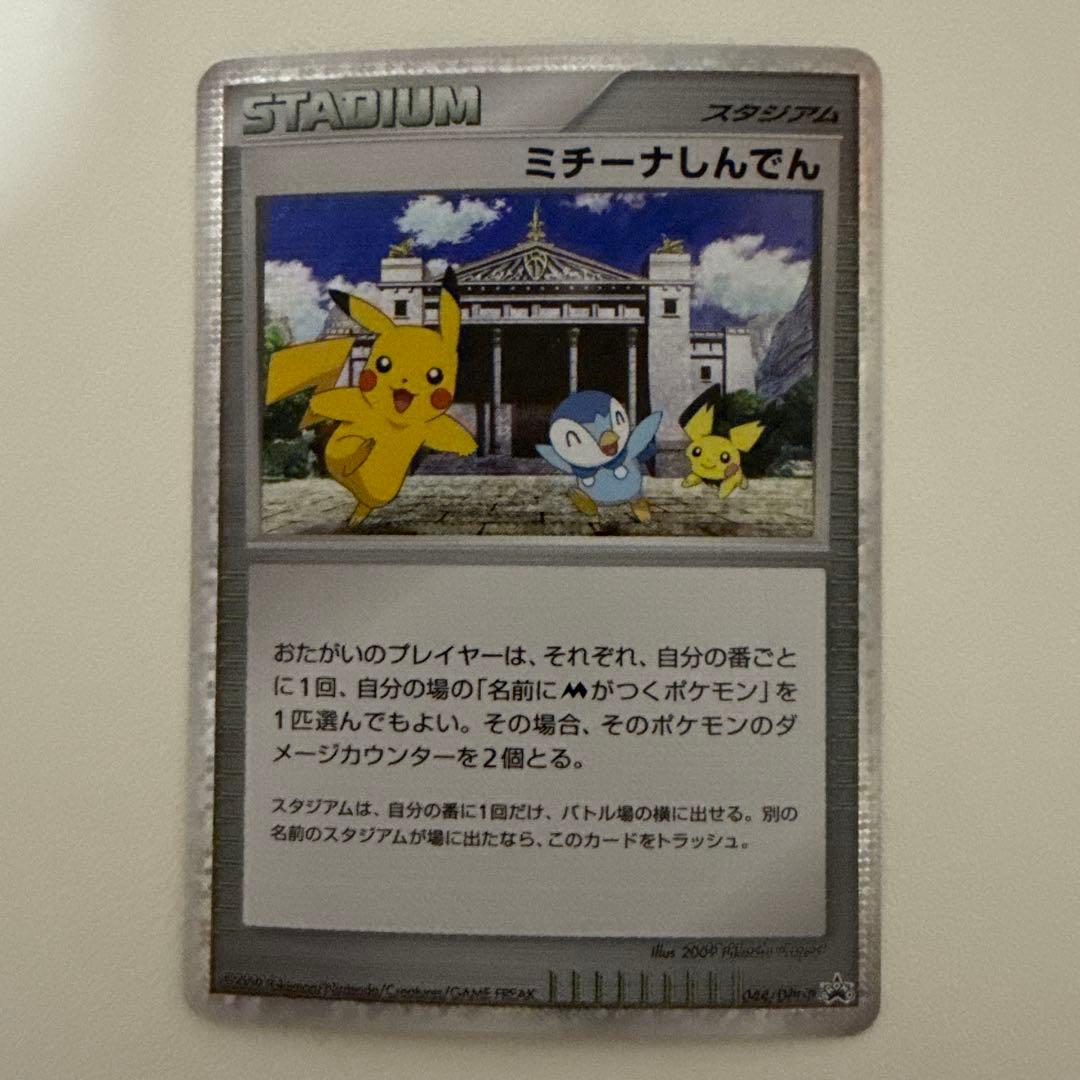 STADIUM
スタジアム
ミチーナしんでん
おたがいのプレイヤーは、それぞれ、自分の番ごと
に1回、自分の場の「名前にMがつくポケモン」を
1匹選んでもよい。その場合、そのポケモンのダ
メージカウンターを2個とる。
スタジアムは、自分の番に1回だけ、バトル場の横に出せる。別の
名前のスタジアムが場に出たなら、このカードをトラッシュ。
Illus
Nintendo/Creatures/GAME FREAK